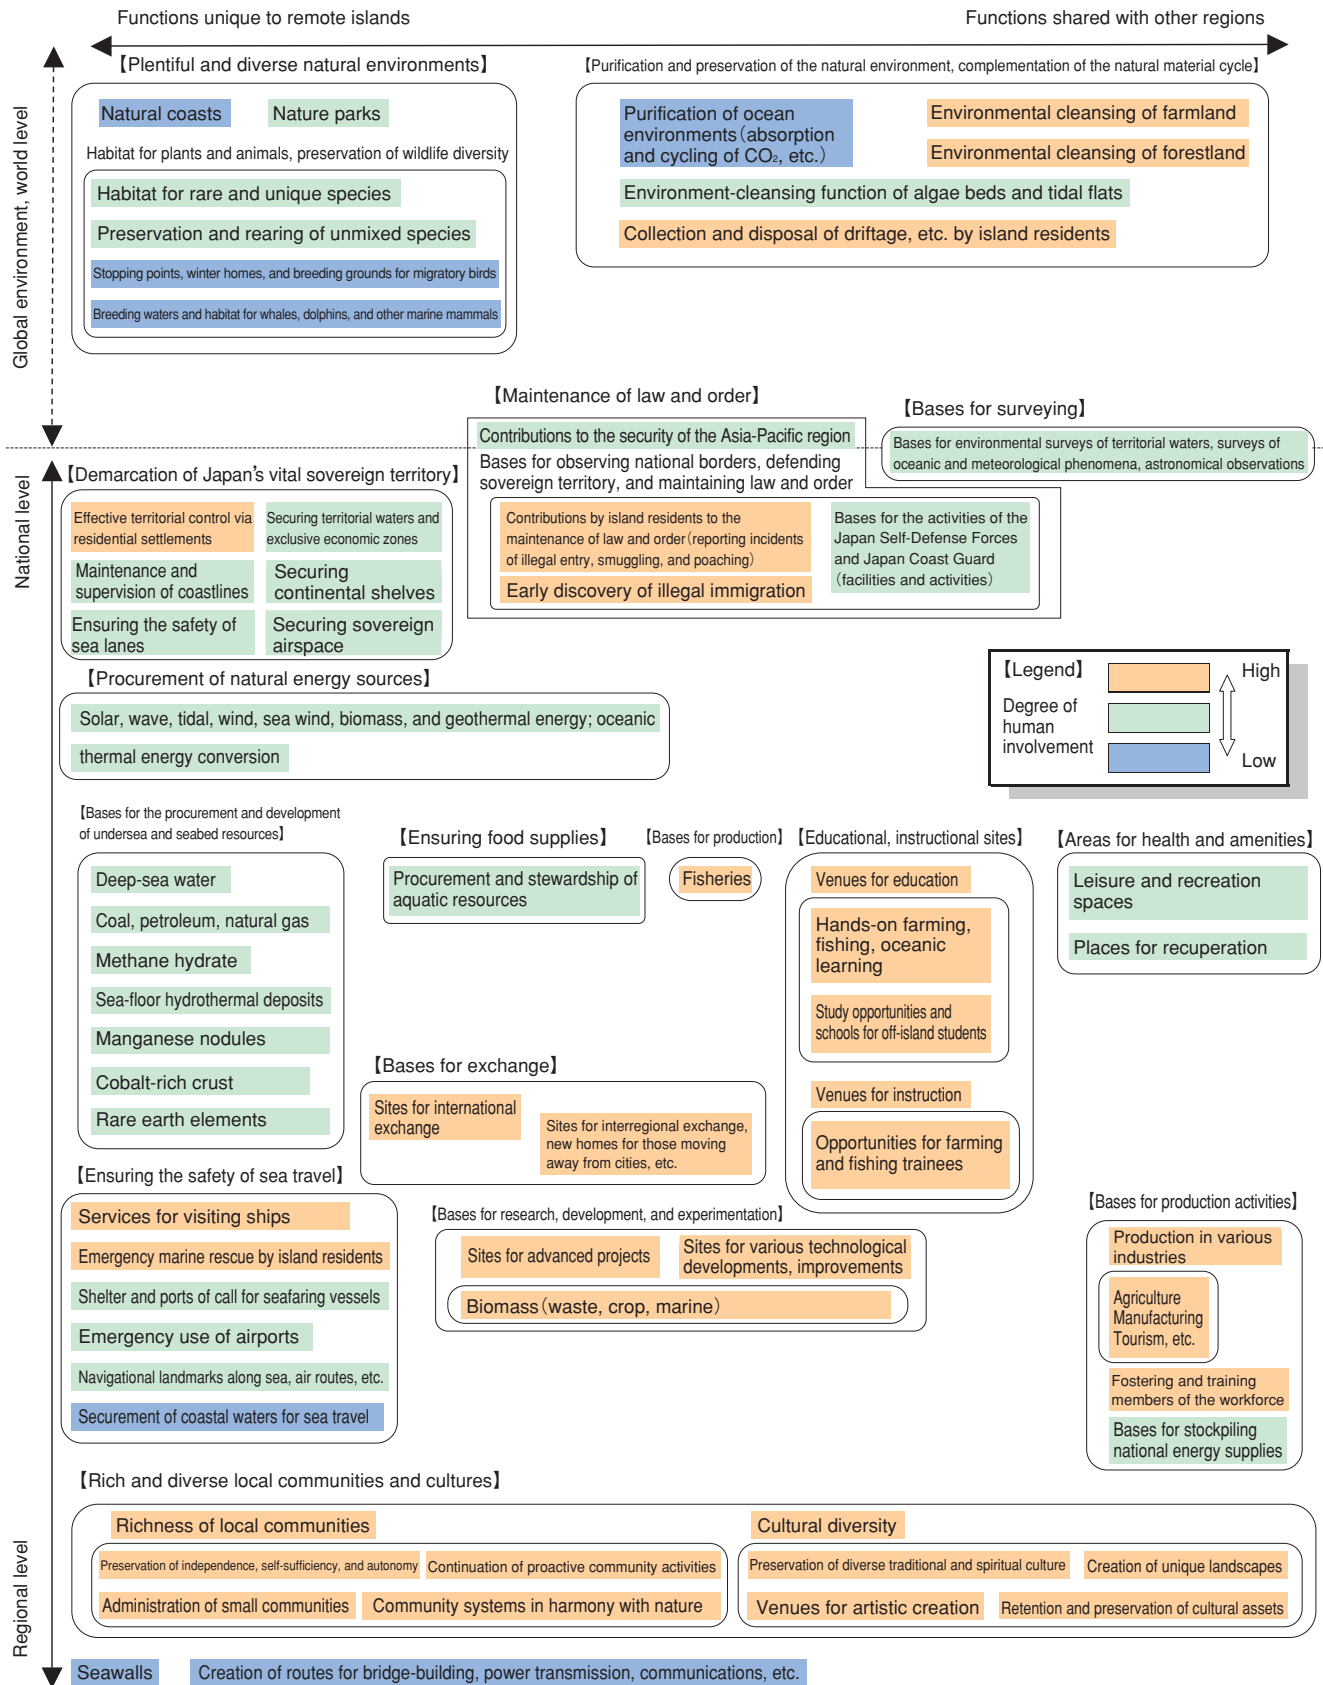 Functions unique to remote islands
Functions shared with other regions
Global environment, world level
【Plentiful and diverse natural environments】
Natural coasts
Nature parks
Habitat for plants and animals, preservation of wildlife diversity
Habitat for rare and unique species
Preservation and rearing of unmixed species
Stopping points, winter homes, and breeding grounds for migratory birds
Breeding waters and habitat for whales, dolphins, and other marine mammals
【Purification and preservation of the natural environment, complementation of the natural material cycle】
Purification of ocean
environments（absorption
and cycling of CO₂, etc.）
Environmental cleansing of farmland
Environmental cleansing of forestland
Environment-cleansing function of algae beds and tidal flats
Collection and disposal of driftage, etc. by island residents
【Maintenance of law and order】
Contributions to the security of the Asia-Pacific region
Bases for observing national borders, defending
sovereign territory, and maintaining law and order
Contributions by island residents to the
maintenance of law and order（reporting incidents
of illegal entry, smuggling, and poaching）
Early discovery of illegal immigration
Bases for the activities of the
Japan Self-Defense Forces
and Japan Coast Guard
（facilities and activities）
【Bases for surveying】
Bases for environmental surveys of territorial waters, surveys of
oceanic and meteorological phenomena, astronomical observations
National level
【Demarcation of Japan's vital sovereign territory】
Effective territorial control via
residential settlements
Securing territorial waters and
exclusive economic zones
Maintenance and
supervision of coastlines
Securing
continental shelves
Ensuring the safety of
sea lanes
Securing sovereign
airspace
【Procurement of natural energy sources】
Solar, wave, tidal, wind, sea wind, biomass, and geothermal energy; oceanic
thermal energy conversion
【Legend】
Degree of
human
involvement
High
Low
【Bases for the procurement and development
of undersea and seabed resources】
Deep-sea water
Coal, petroleum, natural gas
Methane hydrate
Sea-floor hydrothermal deposits
Manganese nodules
Cobalt-rich crust
Rare earth elements
【Ensuring food supplies】
Procurement and stewardship of
aquatic resources
【Bases for production】
Fisheries
【Educational, instructional sites】
Venues for education
Hands-on farming,
fishing, oceanic
learning
Study opportunities and
schools for off-island students
Venues for instruction
Opportunities for farming
and fishing trainees
【Areas for health and amenities】
Leisure and recreation
spaces
Places for recuperation
【Bases for exchange】
Sites for international
exchange
Sites for interregional exchange,
new homes for those moving
away from cities, etc.
【Ensuring the safety of sea travel】
Services for visiting ships
Emergency marine rescue by island residents
Shelter and ports of call for seafaring vessels
Emergency use of airports
Navigational landmarks along sea, air routes, etc.
Securement of coastal waters for sea travel
【Bases for research, development, and experimentation】
Sites for advanced projects
Sites for various technological
developments, improvements
Biomass（waste, crop, marine）
【Bases for production activities】
Production in various
industries
Agriculture
Manufacturing
Tourism, etc.
Fostering and training
members of the workforce
Bases for stockpiling
national energy supplies
Regional level
【Rich and diverse local communities and cultures】
Richness of local communities
Preservation of independence, self-sufficiency, and autonomy
Continuation of proactive community activities
Administration of small communities
Community systems in harmony with nature
Cultural diversity
Preservation of diverse traditional and spiritual culture
Creation of unique landscapes
Venues for artistic creation
Retention and preservation of cultural assets
Seawalls
Creation of routes for bridge-building, power transmission, communications, etc.